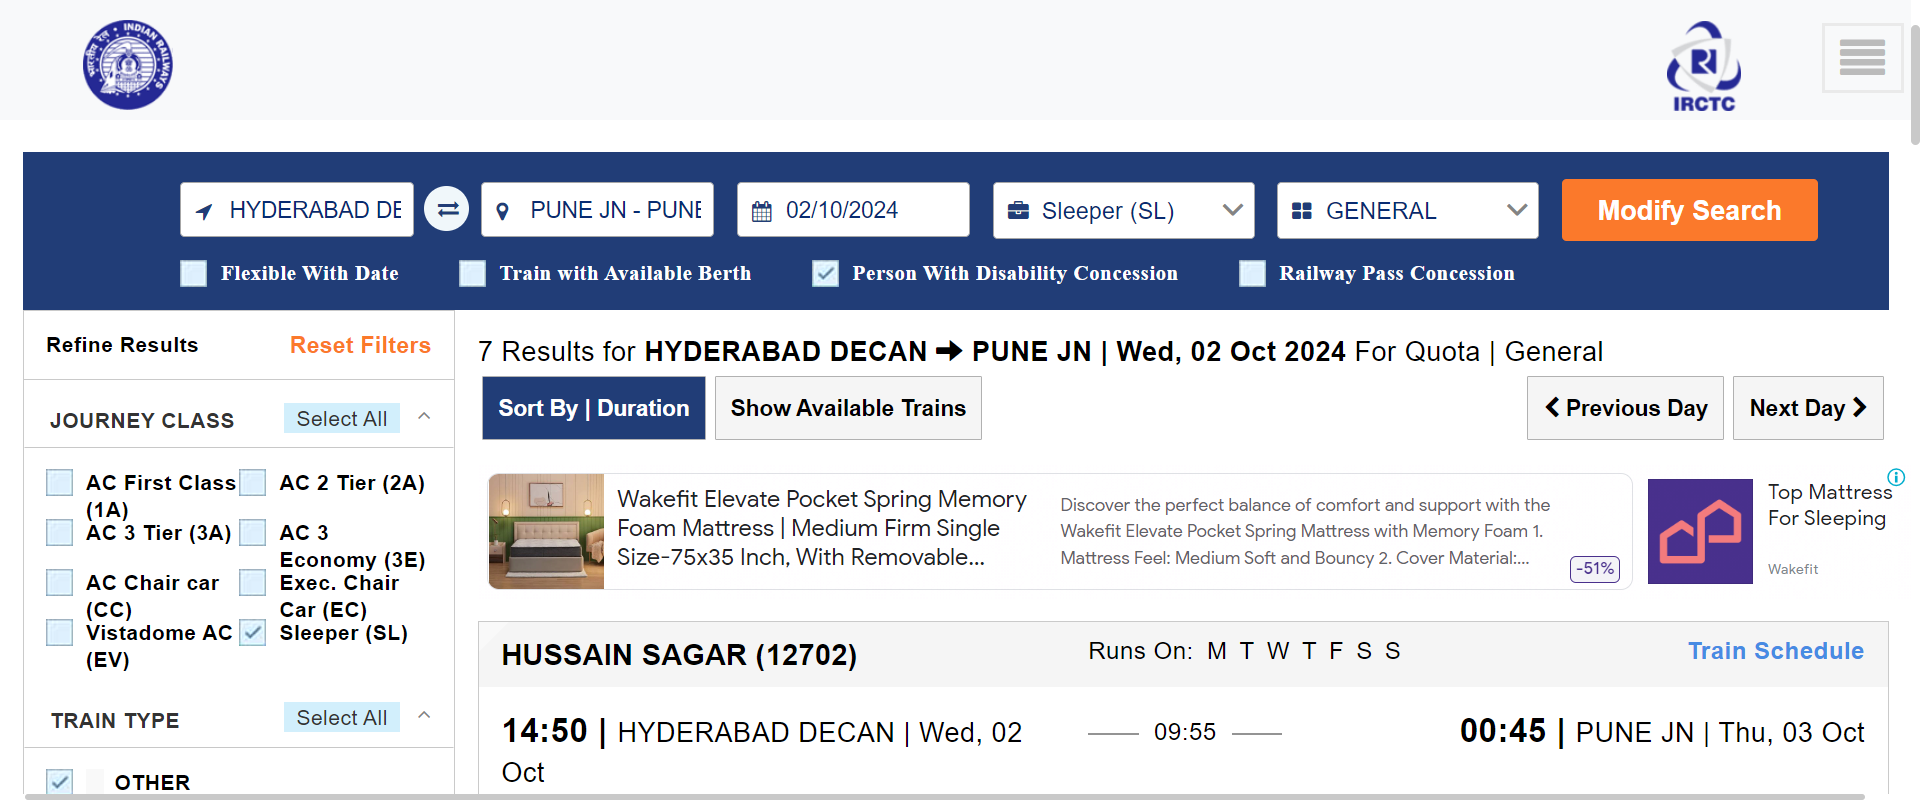 भारतीय रेल • INDIAN RAILWAYS
IRCTC
HYDERABAD DE
PUNE JN - PUNE
02/10/2024
Sleeper (SL)
GENERAL
Modify Search
Flexible With Date
Train with Available Berth
Person With Disability Concession
Railway Pass Concession
Refine Results
Reset Filters
JOURNEY CLASS
Select All
AC First Class (1A)
AC 2 Tier (2A)
AC 3 Tier (3A)
AC 3 Economy (3E)
AC Chair car (CC)
Exec. Chair Car (EC)
Vistadome AC (EV)
Sleeper (SL)
TRAIN TYPE
Select All
OTHER
7 Results for HYDERABAD DECAN PUNE JN | Wed, 02 Oct 2024 For Quota | General
Sort By | Duration
Show Available Trains
Previous Day
Next Day
Wakefit Elevate Pocket Spring Memory
Foam Mattress | Medium Firm Single
Size-75x35 Inch, With Removable...
Discover the perfect balance of comfort and support with the
Wakefit Elevate Pocket Spring Mattress with Memory Foam 1.
Mattress Feel: Medium Soft and Bouncy 2. Cover Material:...
-51%
Top Mattress
For Sleeping
Wakefit
HUSSAIN SAGAR (12702)
Runs On: M T W T F S S
Train Schedule
14:50 | HYDERABAD DECAN | Wed, 02
Oct
09:55
00:45 | PUNE JN | Thu, 03 Oct